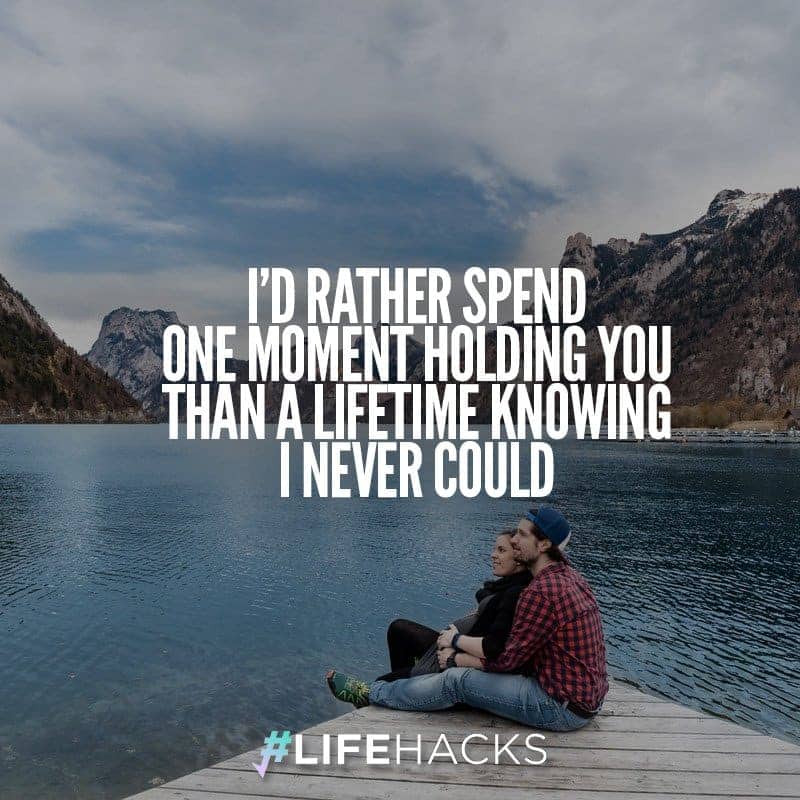 I'D RATHER SPEND
ONE MOMENT HOLDING YOU
THAN A LIFETIME KNOWING
I NEVER COULD
#LIFEHACKS